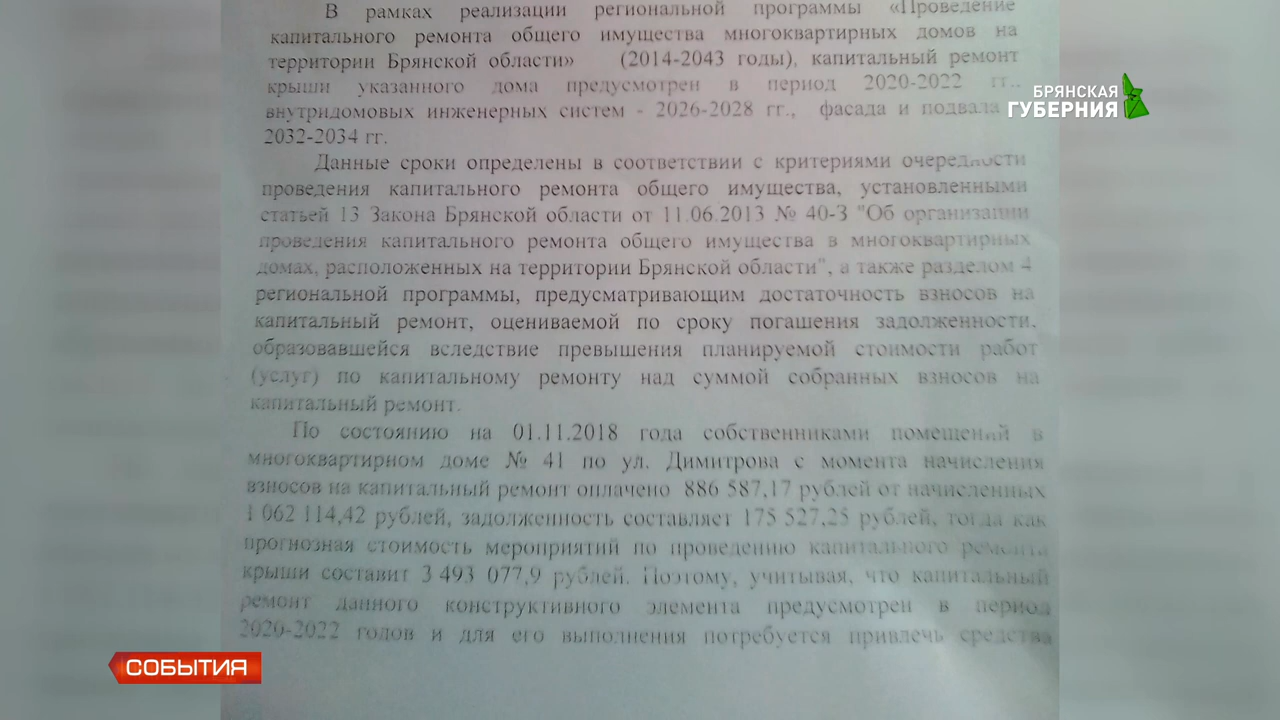 В рамках реализации региональной программы «Проведение
капитального ремонта общего имущества многоквартирных домов на
территории Брянской области» (2014-2043 годы), капитальный ремонт
крыши указанного дома предусмотрен в период 2020-2022 гг.,
внутридомовых инженерных систем - 2026-2028 гг., фасада и подвала
2032-2034 гг.
Данные сроки определены в соответствии с критериями очередности
проведения капитального ремонта общего имущества, установленными
статьей 13 Закона Брянской области от 11.06.2013 № 40-З "Об организации
проведения капитального ремонта общего имущества в многоквартирных
домах, расположенных на территории Брянской области", а также разделом 4
региональной программы, предусматривающим достаточность взносов на
капитальный ремонт, оцениваемой по сроку погашения задолженности,
образовавшейся вследствие превышения планируемой стоимости работ
(услуг) по капитальному ремонту над суммой собранных взносов на
капитальный ремонт.
По состоянию на 01.11.2018 года собственниками помещений в
многоквартирном доме № 41 по ул. Димитрова с момента начисления
взносов на капитальный ремонт оплачено 886 587,17 рублей от начисленных
1 062 114,42 рублей, задолженность составляет 175 527,25 рублей, тогда как
прогнозная стоимость мероприятий по проведению капитального ремонта
крыши составит 3 493 077,9 рублей. Поэтому, учитывая, что капитальный
ремонт данного конструктивного элемента предусмотрен в период
2020-2022 годов и для его выполнения потребуется привлечь средства
БРЯНСКАЯ
ГУБЕРНИЯ
СОБЫТИЯ